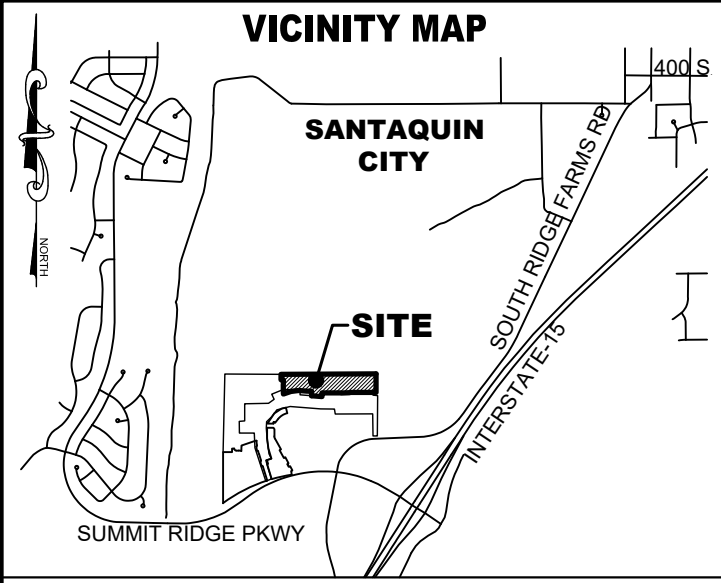 VICINITY MAP
400 S.
SANTAQUIN
CITY
SOUTH RIDGE FARMS RD
NORTH
SITE
INTERSTATE-15
SUMMIT RIDGE PKWY